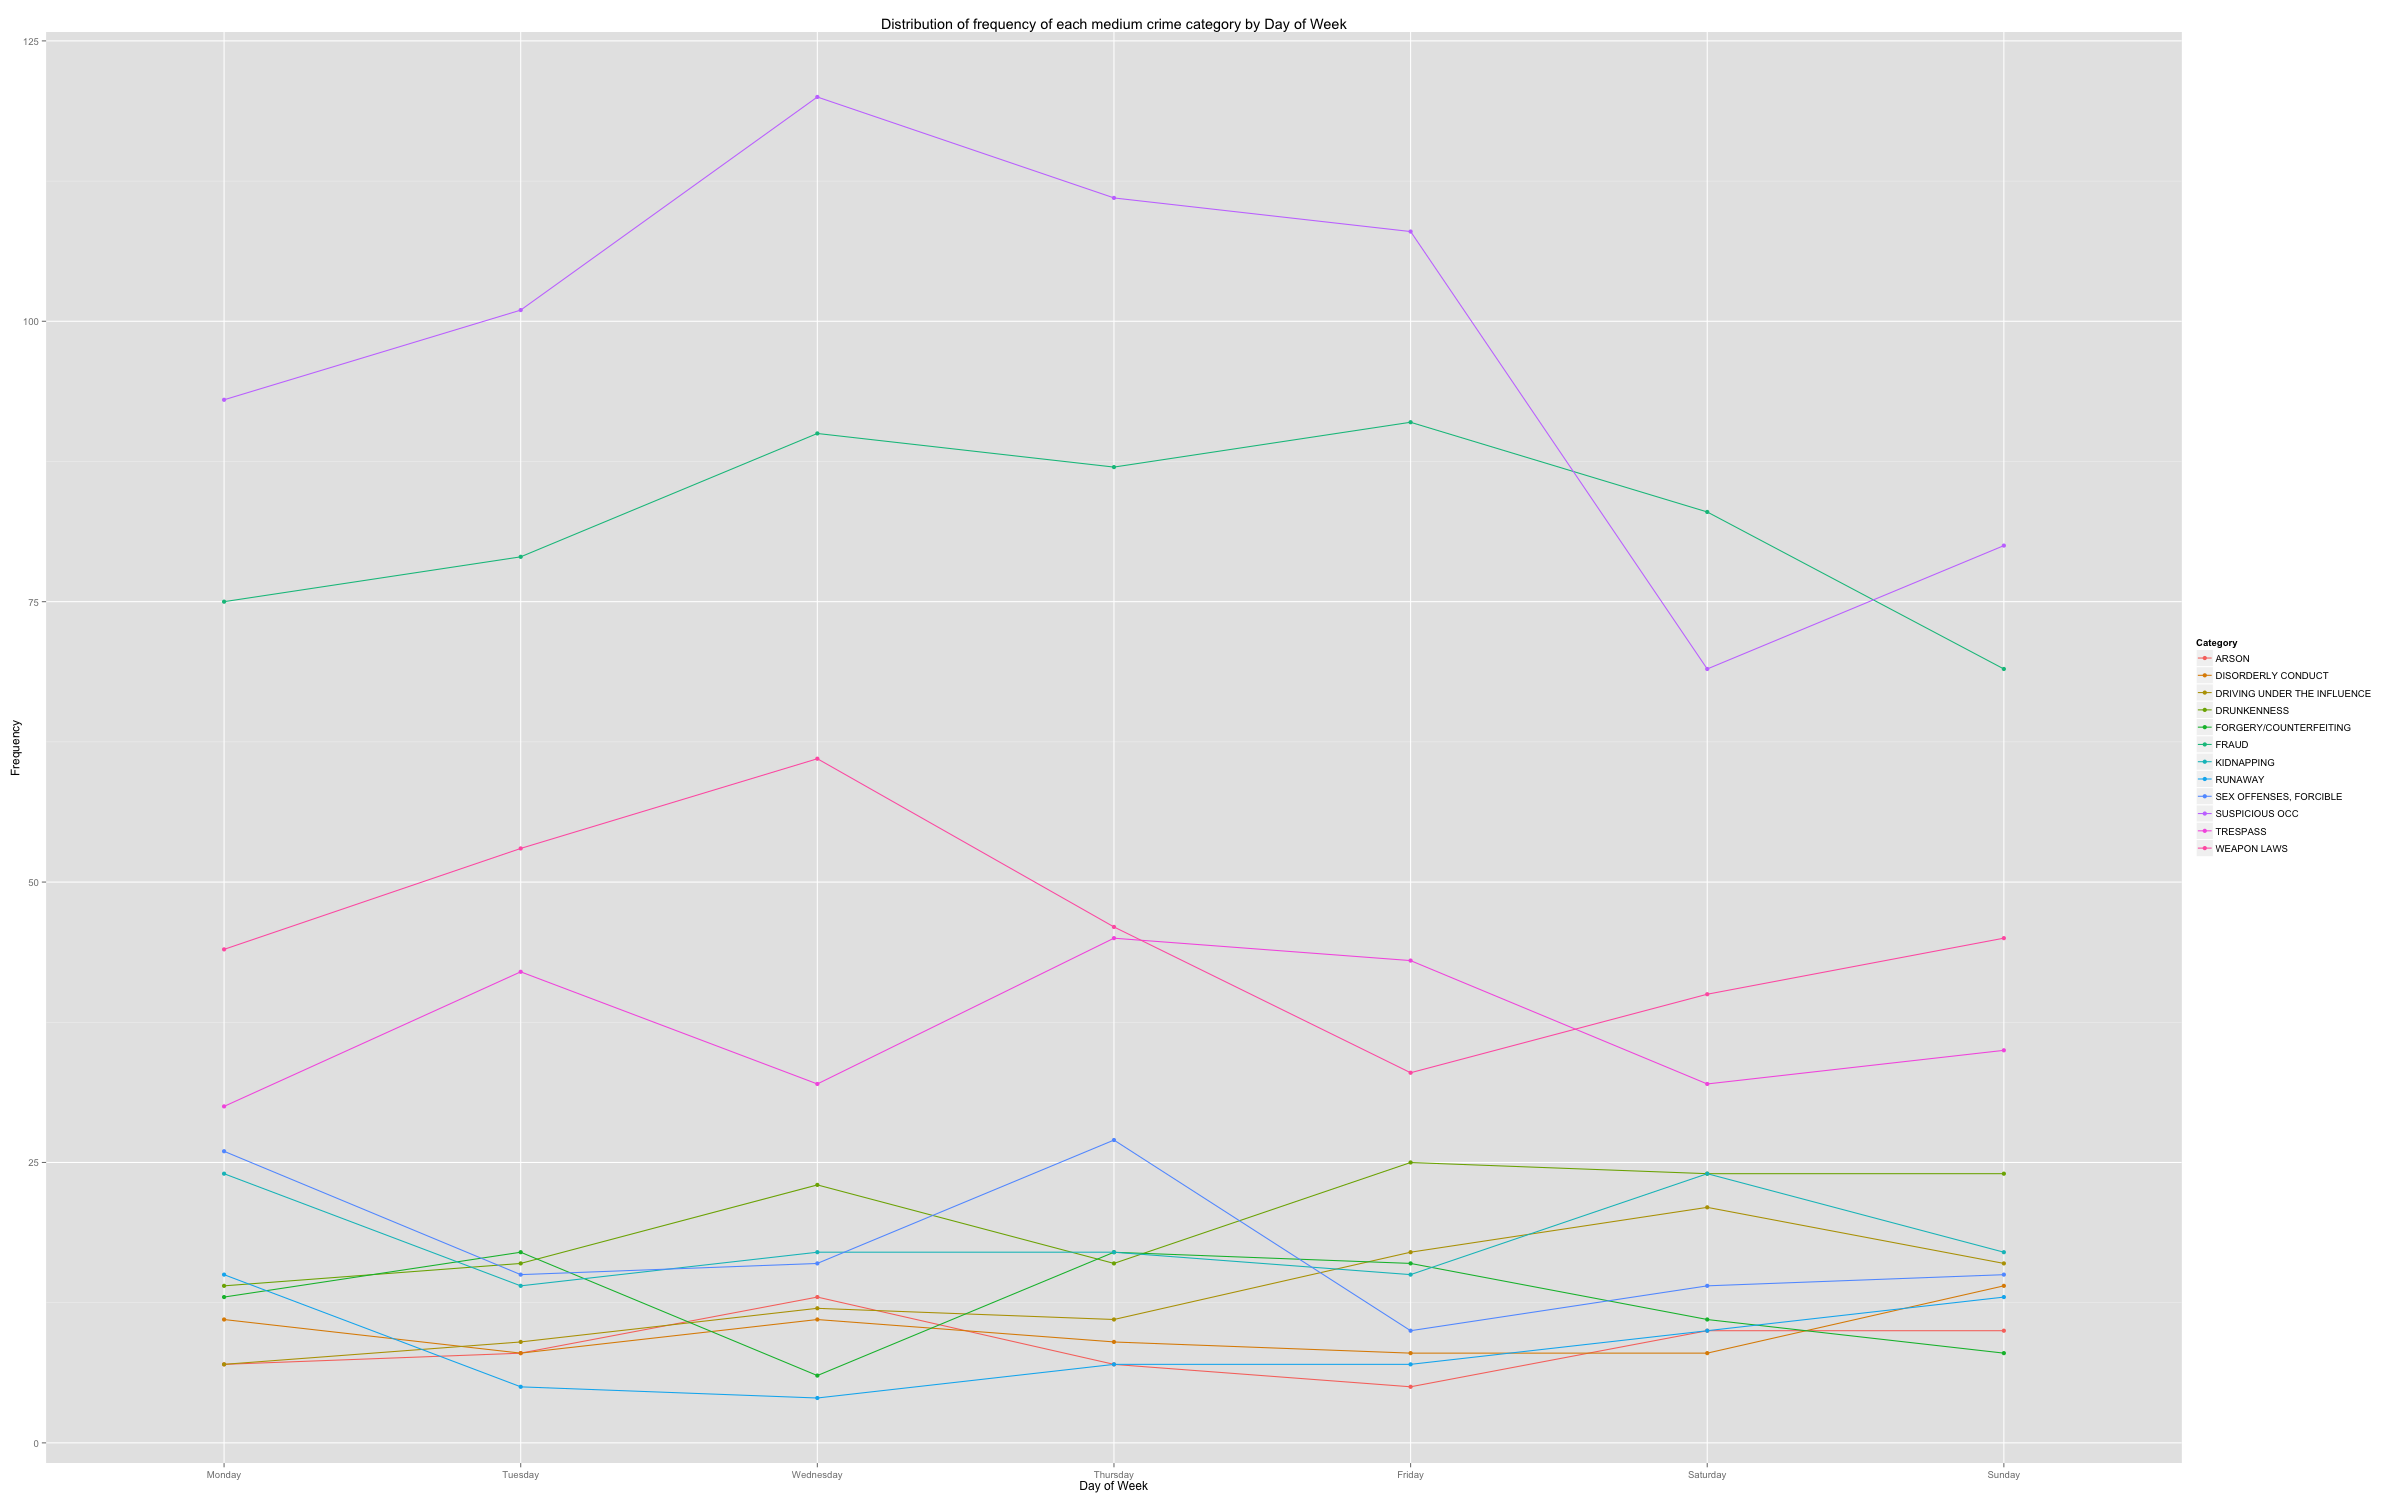 Distribution of frequency of each medium crime category by Day of Week
125
100
75
50
25
0
Frequency
Monday Tuesday Wednesday Thursday Friday Saturday Sunday
Day of Week
Category
ARSON
DISORDERLY CONDUCT
DRIVING UNDER THE INFLUENCE
DRUNKENNESS
FORGERY/COUNTERFEITING
FRAUD
KIDNAPPING
RUNAWAY
SEX OFFENSES, FORCIBLE
SUSPICIOUS OCC
TRESPASS
WEAPON LAWS